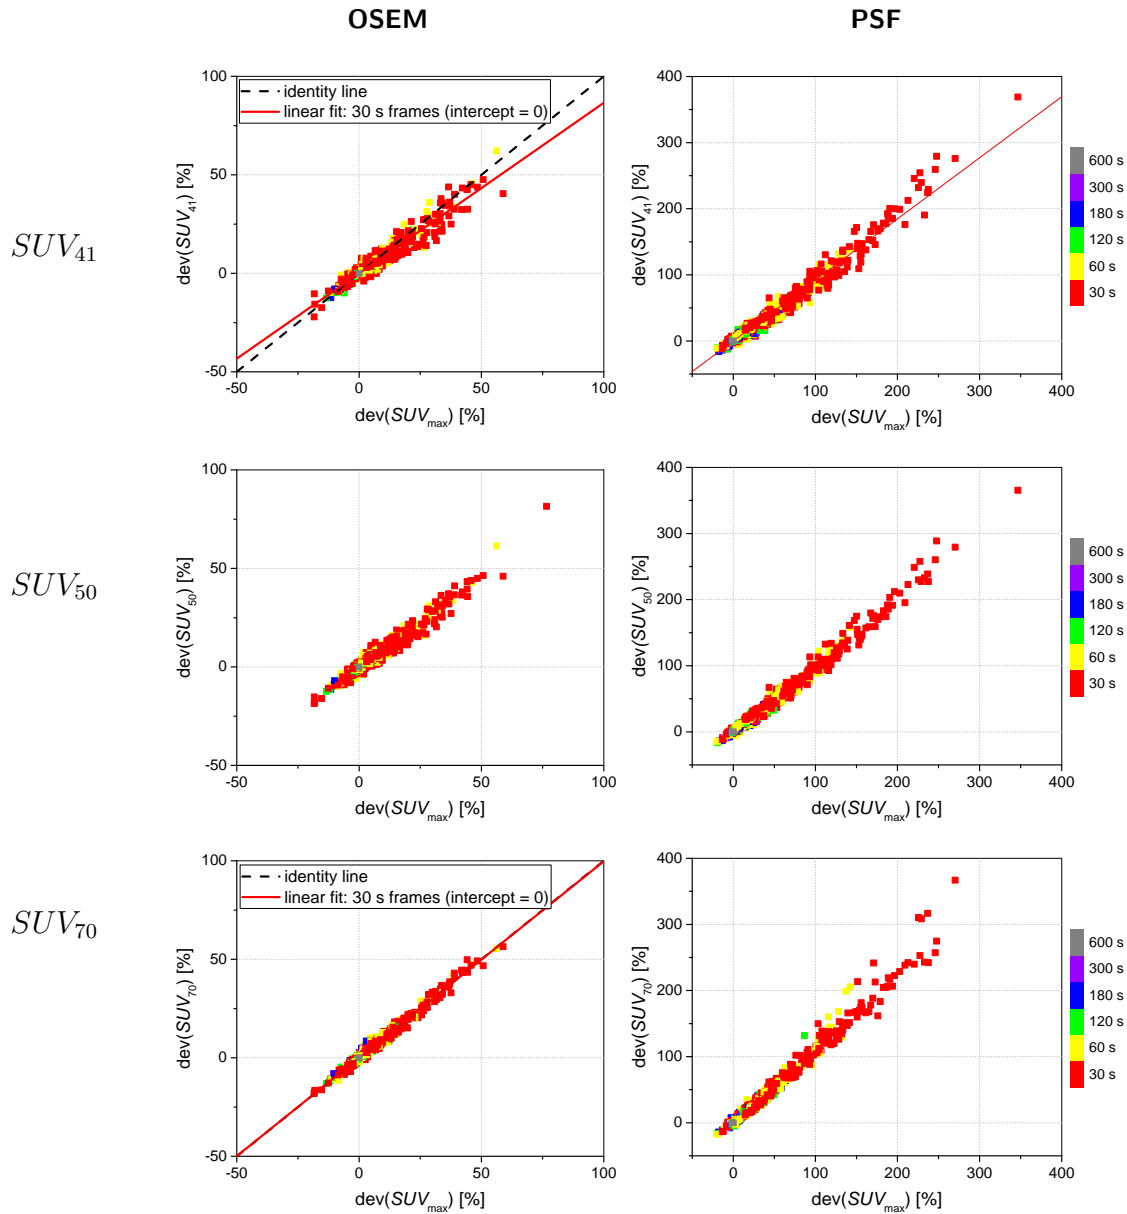 OSEM PSF
SUV41
100
50
0
-50
-50 0 50 100
dev(SUV41) [%]
dev(SUVmax) [%]
identity line
linear fit: 30 s frames (intercept = 0)
400
300
200
100
0
0 100 200 300 400
dev(SUV41) [%]
dev(SUVmax) [%]
600 s
300 s
180 s
120 s
60 s
30 s
SUV50
100
50
0
-50
-50 0 50 100
dev(SUV50) [%]
dev(SUVmax) [%]
400
300
200
100
0
0 100 200 300 400
dev(SUV50) [%]
dev(SUVmax) [%]
600 s
300 s
180 s
120 s
60 s
30 s
SUV70
100
50
0
-50
-50 0 50 100
dev(SUV70) [%]
dev(SUVmax) [%]
identity line
linear fit: 30 s frames (intercept = 0)
400
300
200
100
0
0 100 200 300 400
dev(SUV70) [%]
dev(SUVmax) [%]
600 s
300 s
180 s
120 s
60 s
30 s